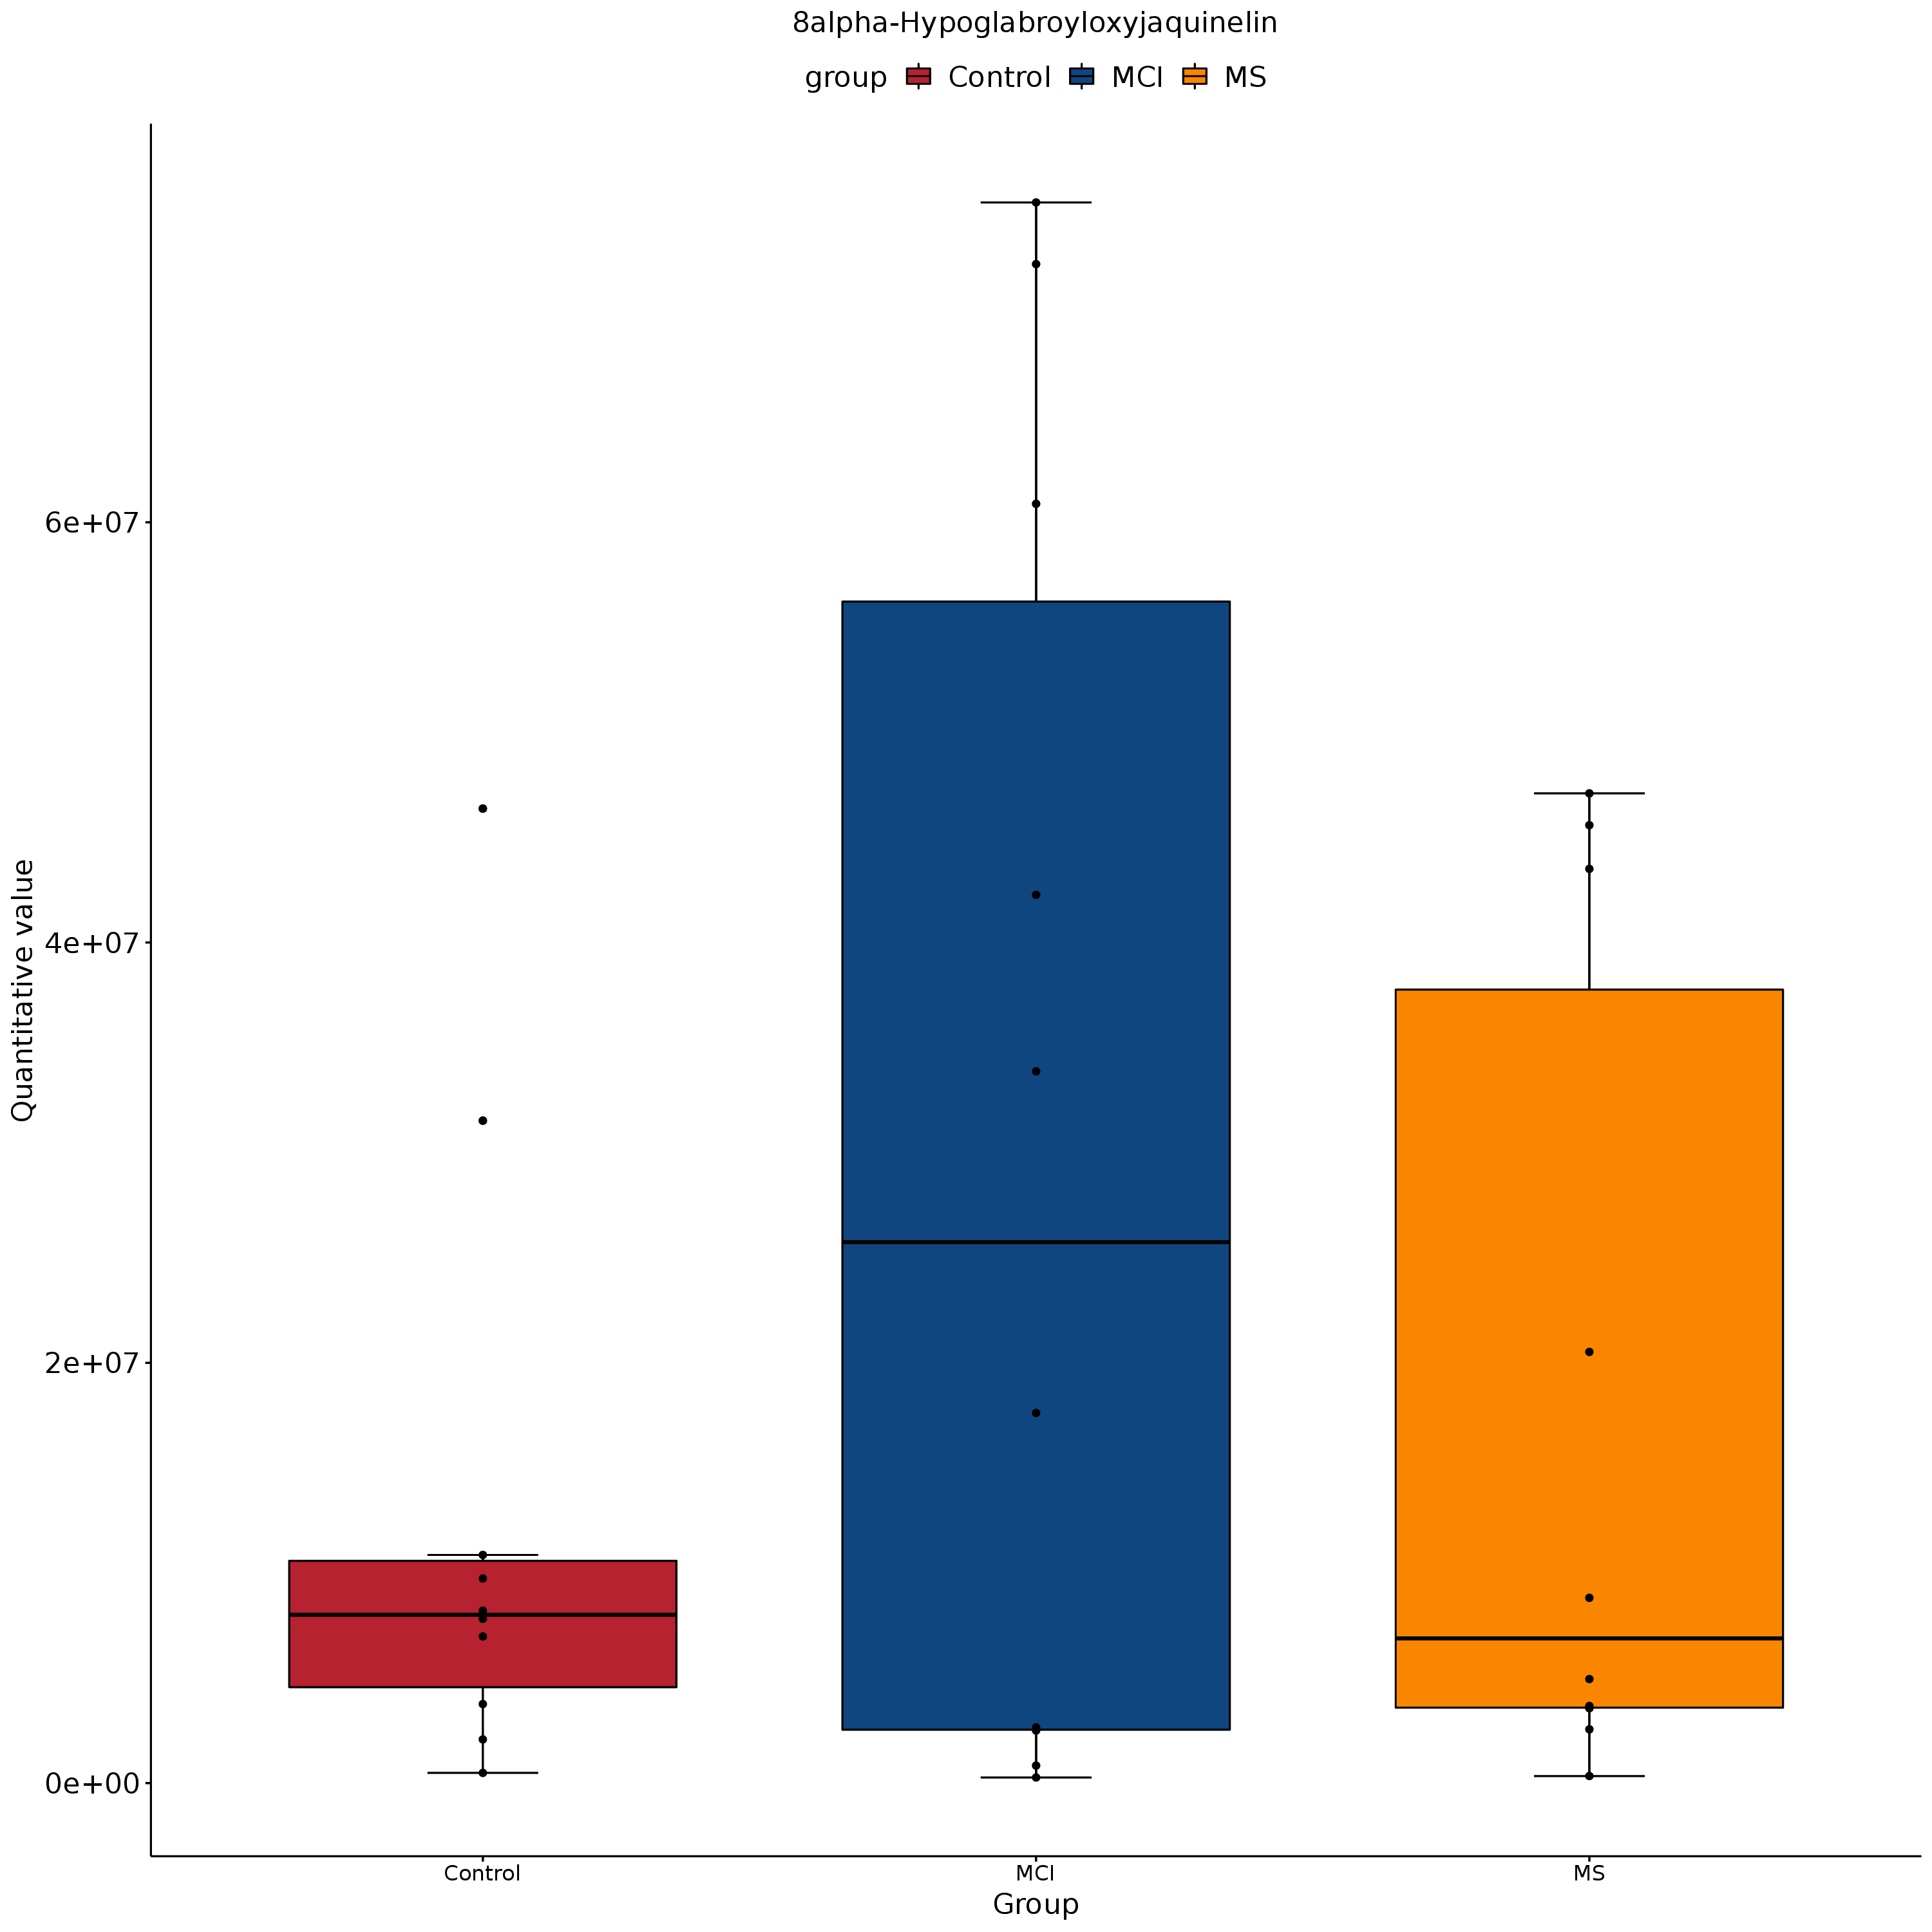 8alpha-Hypoglabroyloxyjaquinelin
group Control MCI MS
Quantitative value
6e+07
4e+07
2e+07
0e+00
Control MCI MS
Group